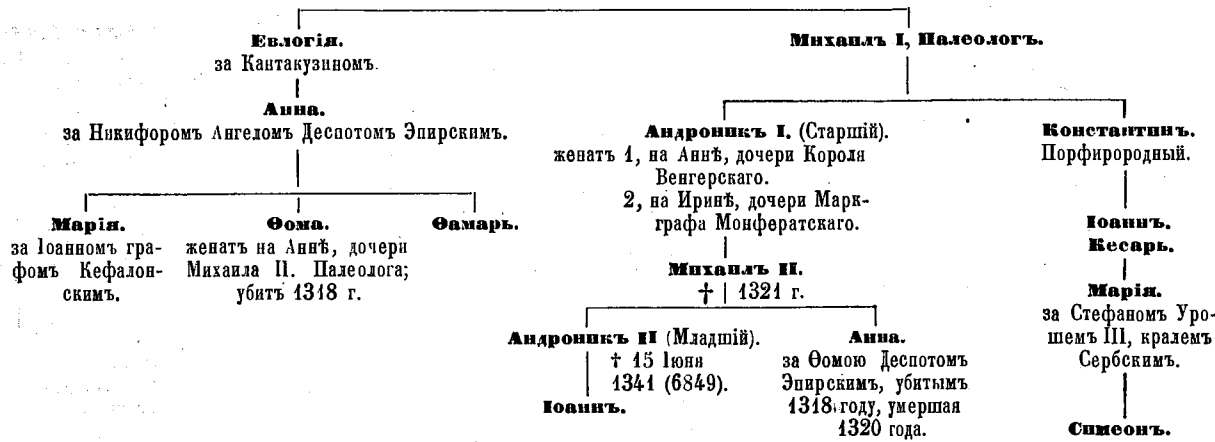 Евлогія.
за Кантакузиномъ.
Анна.
за Никифоромъ Ангеломъ Деспотомъ Эпирскимъ.
Марія.
за Іоанномъ гра-
фомъ Кефалон-
скимъ.
Ѳома.
женатъ на Аннѣ, дочери
Михаила II. Палеолога;
убитъ 1318 г.
Ѳамарь.
Михаилъ I, Палеологъ.
Андроникъ I. (Старшій).
женатъ 1, на Аннѣ, дочери Короля
Венгерскаго.
2, на Иринѣ, дочери Марк-
графа Монфератскаго.
Михаилъ II.
† 1321 г.
Андроникъ II (Младшій).
† 15 Іюня
1341 (6849).
Іоаннъ.
Анна.
за Ѳомою Деспотомъ
Эпирскимъ, убитымъ
1318 году, умершая
1320 года.
Константинъ.
Порфирородный.
Іоаннъ.
Кесарь.
Марія.
за Стефаномъ Уро-
шемъ III, кралемъ
Сербскимъ.
Симеонъ.